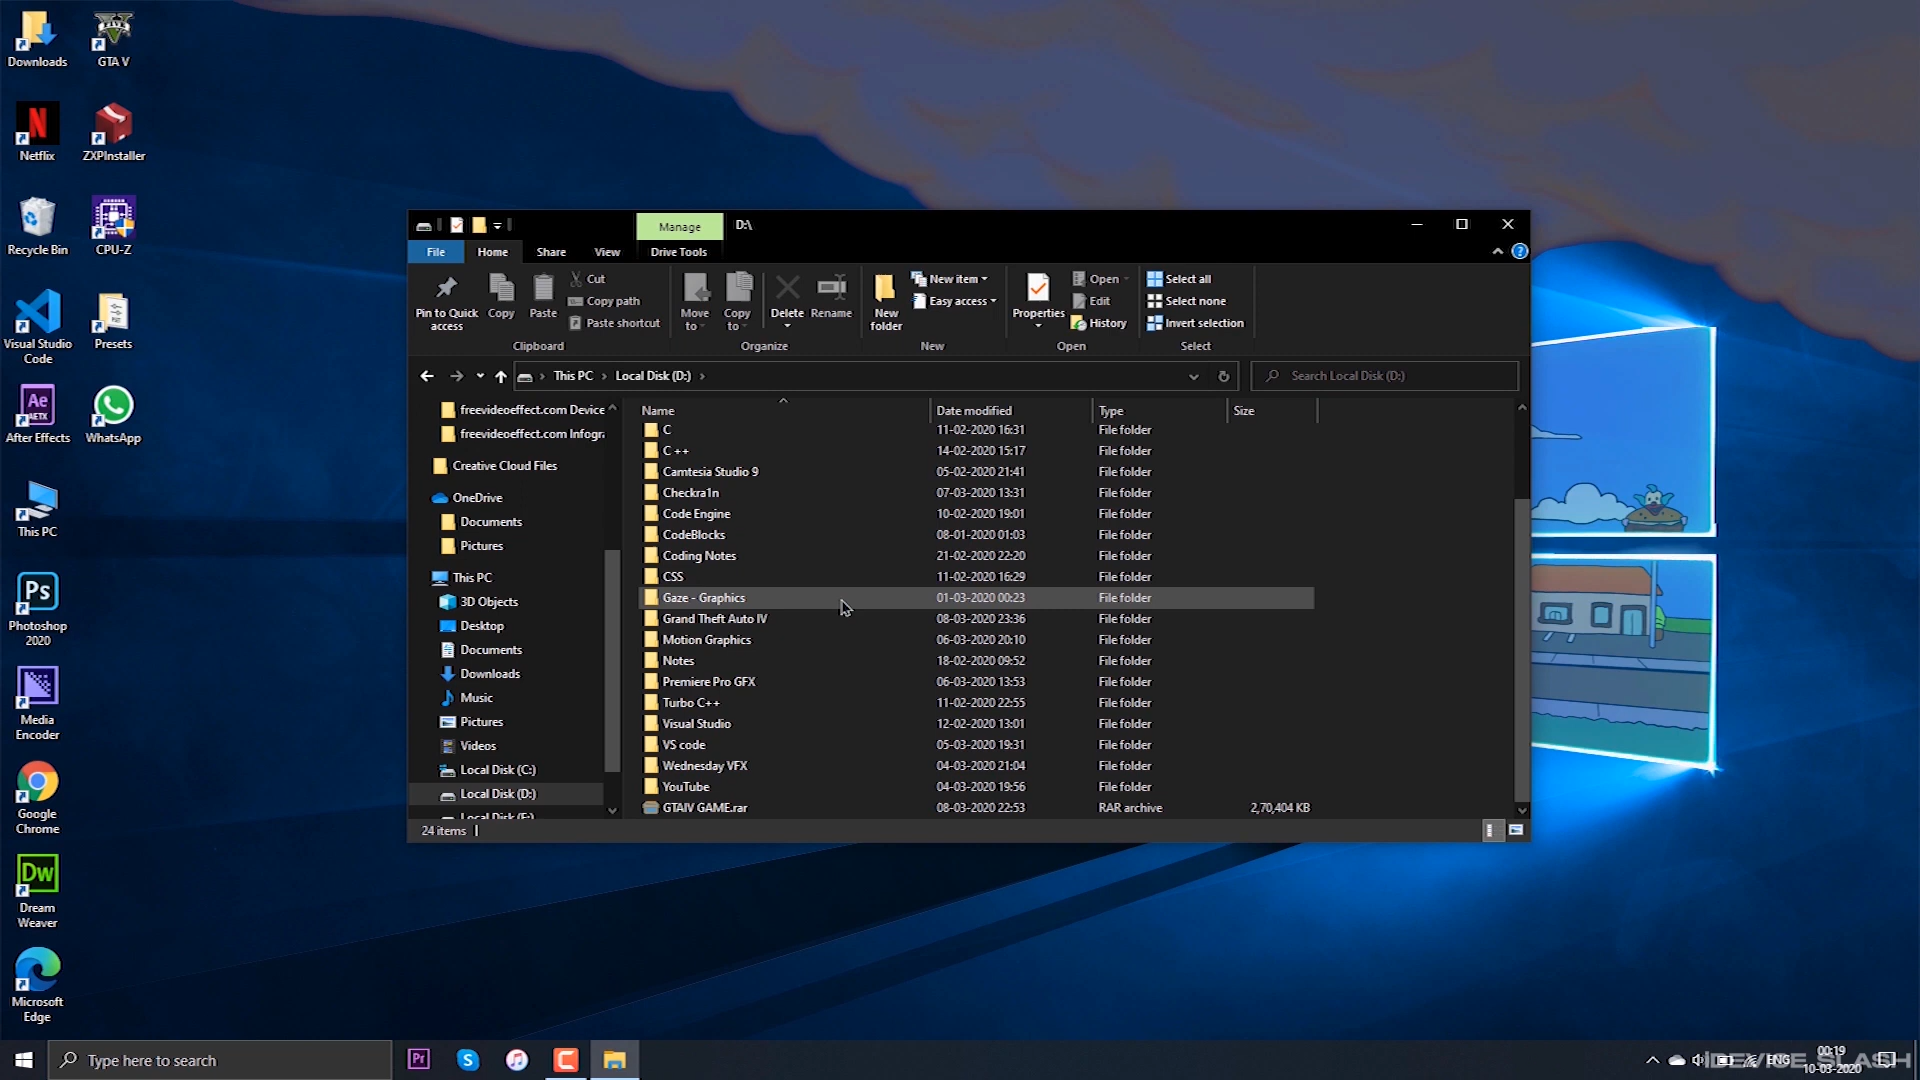 Downloads
GTA V
Netflix
ZXPInstaller
Recycle Bin
CPU-Z
Visual Studio
Code
Presets
After Effects
WhatsApp
This PC
Photoshop
2020
Media
Encoder
Google
Chrome
Dream
Weaver
Microsoft
Edge
Manage
D:\
File
Home
Share
View
Drive Tools
Pin to Quick
access
Copy
Paste
Cut
Copy path
Paste shortcut
Clipboard
Move
to
Copy
to
Delete
Rename
Organize
New
folder
New item
Easy access
New
Properties
Open
Edit
History
Open
Select all
Select none
Invert selection
Select
This PC > Local Disk (D:) >
Search Local Disk (D:)
freevideoeffect.com Device
freevideoeffect.com Infogra
Creative Cloud Files
OneDrive
Documents
Pictures
This PC
3D Objects
Desktop
Documents
Downloads
Music
Pictures
Videos
Local Disk (C:)
Local Disk (D:)
Local Disk (E:)
Name Date modified Type Size
C 11-02-2020 16:31 File folder
C ++ 14-02-2020 15:17 File folder
Camtesia Studio 9 05-02-2020 21:41 File folder
Checkra1n 07-03-2020 13:31 File folder
Code Engine 10-02-2020 19:01 File folder
CodeBlocks 08-01-2020 01:03 File folder
Coding Notes 21-02-2020 22:20 File folder
CSS 11-02-2020 16:29 File folder
Gaze - Graphics 01-03-2020 00:23 File folder
Grand Theft Auto IV 08-03-2020 23:36 File folder
Motion Graphics 06-03-2020 20:10 File folder
Notes 18-02-2020 09:52 File folder
Premiere Pro GFX 06-03-2020 13:53 File folder
Turbo C++ 11-02-2020 22:55 File folder
Visual Studio 12-02-2020 13:01 File folder
VS code 05-03-2020 19:31 File folder
Wednesday VFX 04-03-2020 21:04 File folder
YouTube 04-03-2020 19:56 File folder
GTAIV GAME.rar 08-03-2020 22:53 RAR archive 2,70,404 KB
24 items
Type here to search
ENG
00:19
10-03-2020
iDEVICE SLASH